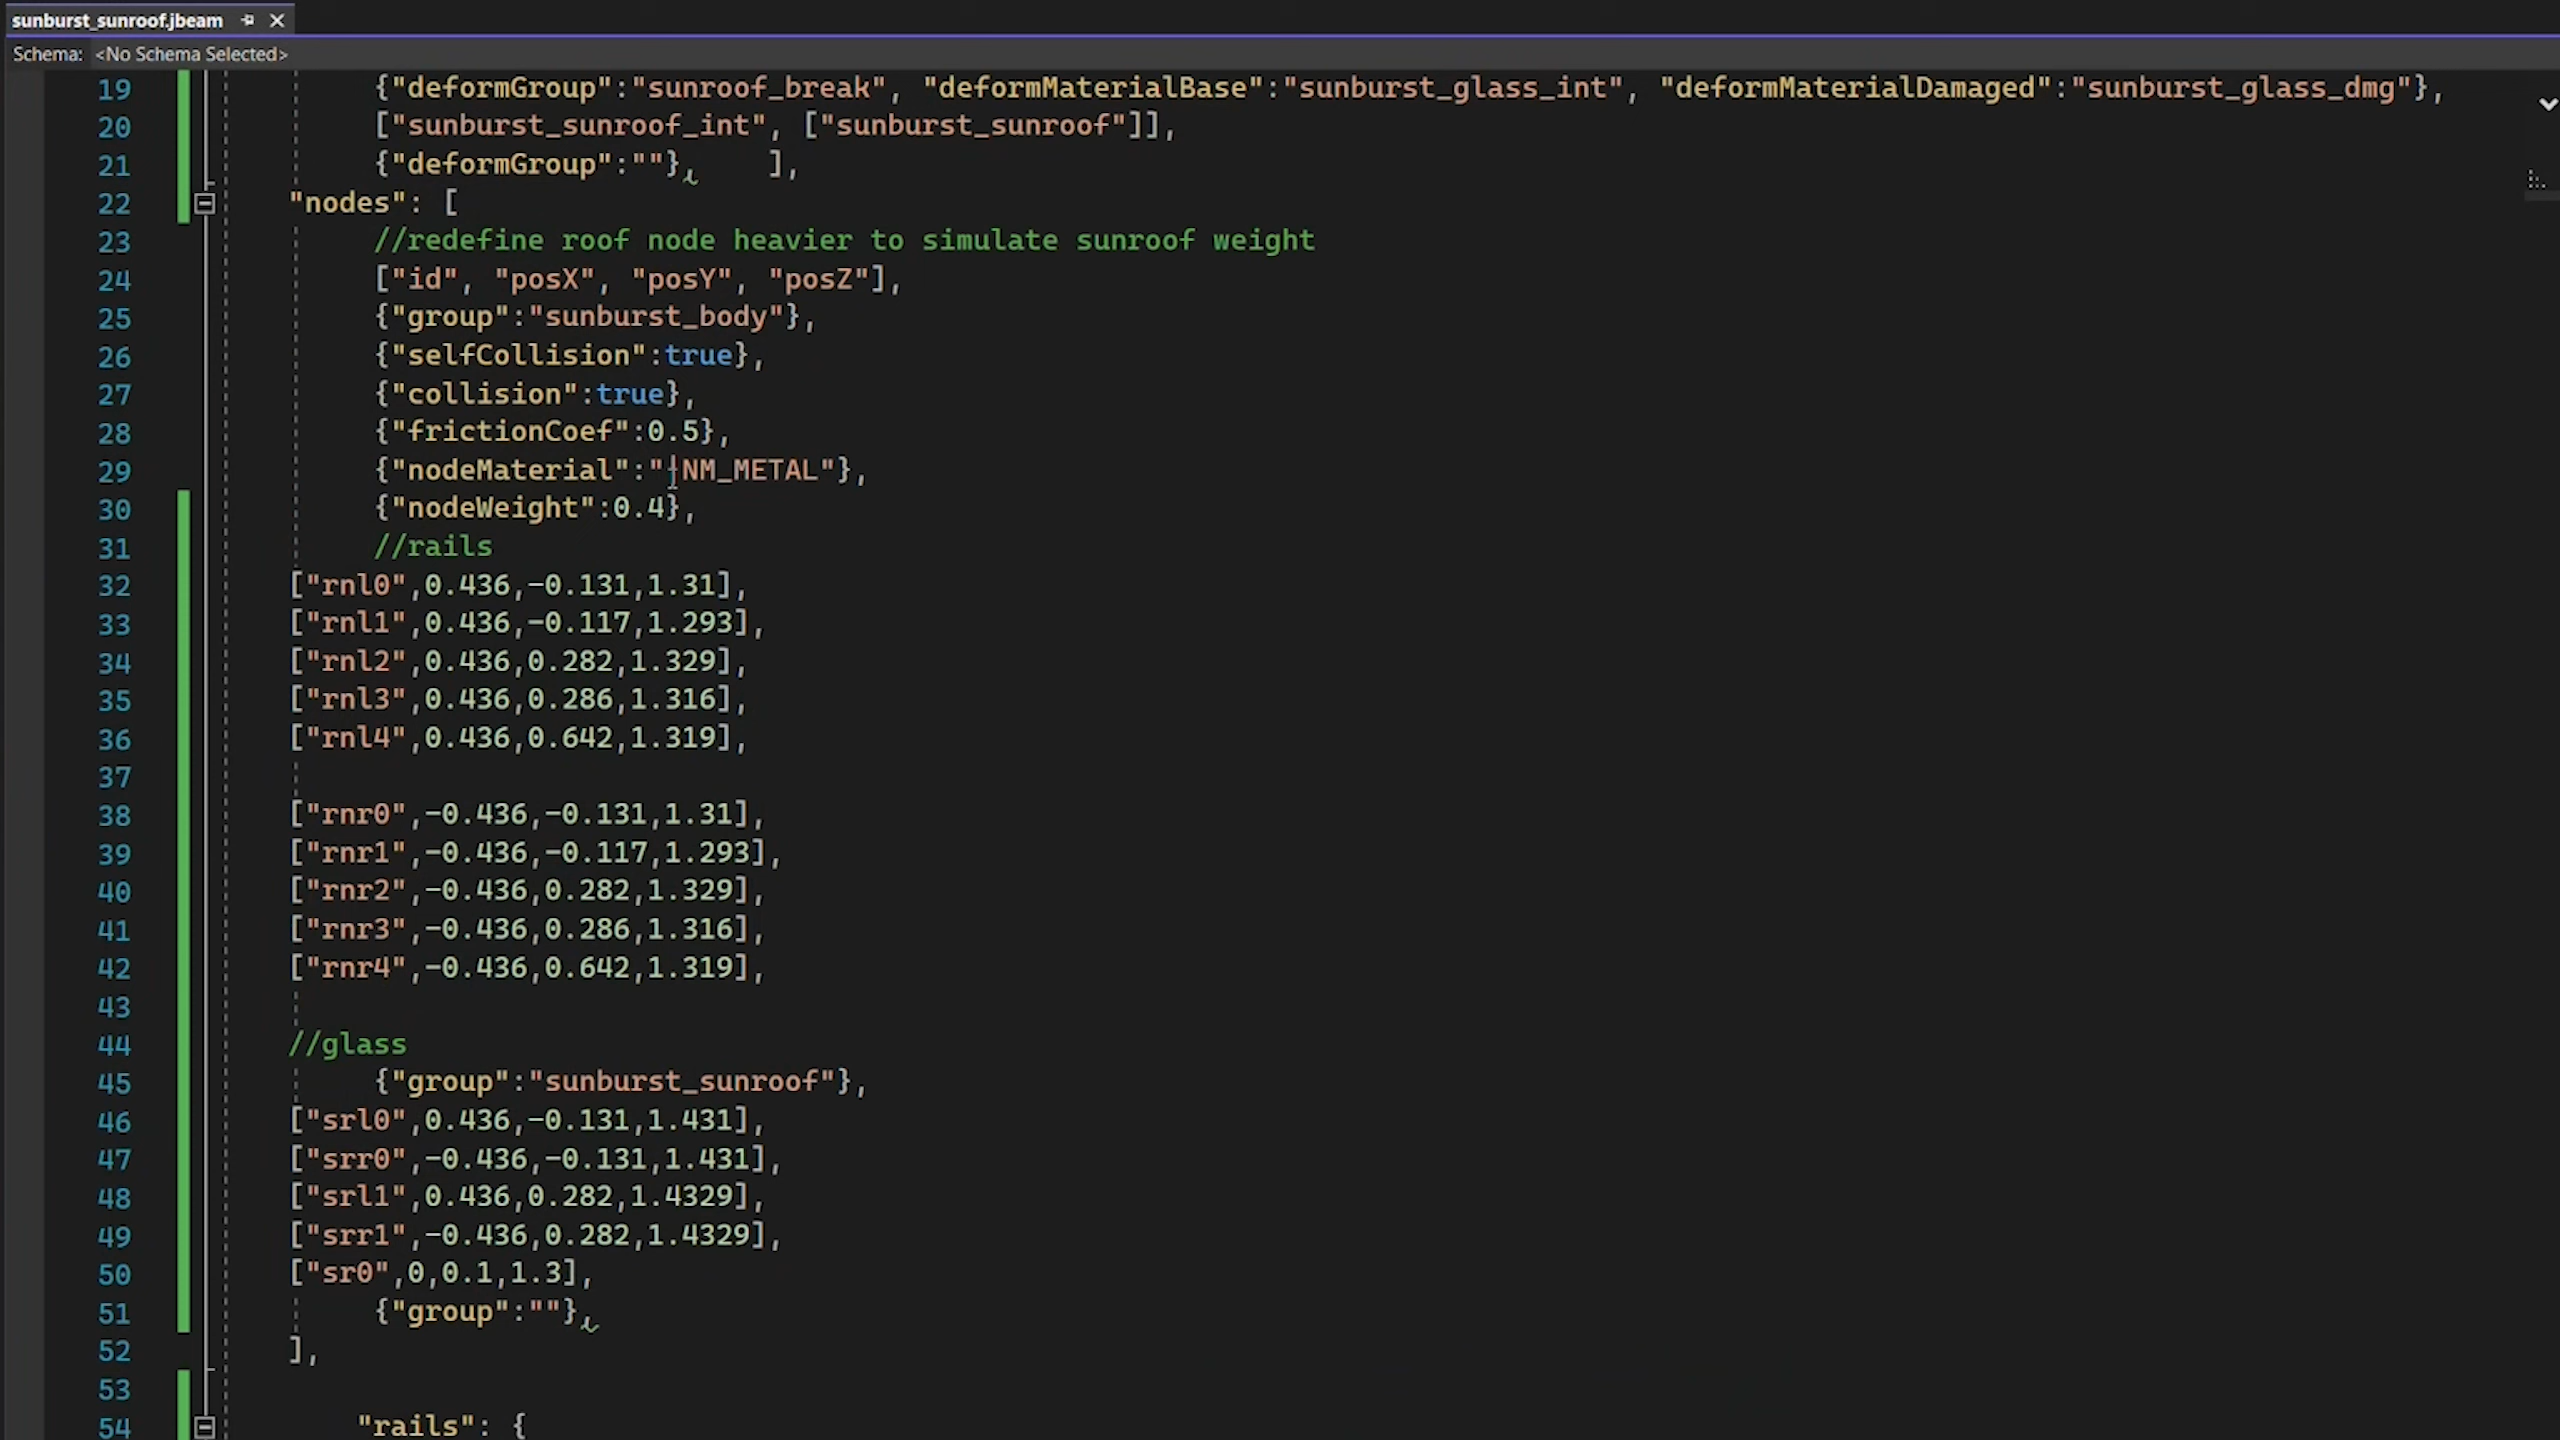 sunburst_sunroof.jbeam
Schema: <No Schema Selected>
19 {"deformGroup":"sunroof_break", "deformMaterialBase":"sunburst_glass_int", "deformMaterialDamaged":"sunburst_glass_dmg"},
20 ["sunburst_sunroof_int", ["sunburst_sunroof"]],
21 {"deformGroup":""}, ],
22 "nodes": [
23 //redefine roof node heavier to simulate sunroof weight
24 ["id", "posX", "posY", "posZ"],
25 {"group":"sunburst_body"},
26 {"selfCollision":true},
27 {"collision":true},
28 {"frictionCoef":0.5},
29 {"nodeMaterial":"|NM_METAL"},
30 {"nodeWeight":0.4},
31 //rails
32 ["rnl0",0.436,-0.131,1.31],
33 ["rnl1",0.436,-0.117,1.293],
34 ["rnl2",0.436,0.282,1.329],
35 ["rnl3",0.436,0.286,1.316],
36 ["rnl4",0.436,0.642,1.319],
37
38 ["rnr0",-0.436,-0.131,1.31],
39 ["rnr1",-0.436,-0.117,1.293],
40 ["rnr2",-0.436,0.282,1.329],
41 ["rnr3",-0.436,0.286,1.316],
42 ["rnr4",-0.436,0.642,1.319],
43
44 //glass
45 {"group":"sunburst_sunroof"},
46 ["srl0",0.436,-0.131,1.431],
47 ["srr0",-0.436,-0.131,1.431],
48 ["srl1",0.436,0.282,1.4329],
49 ["srr1",-0.436,0.282,1.4329],
50 ["sr0",0,0.1,1.3],
51 {"group":""},
52 ],
53
54 "rails": {